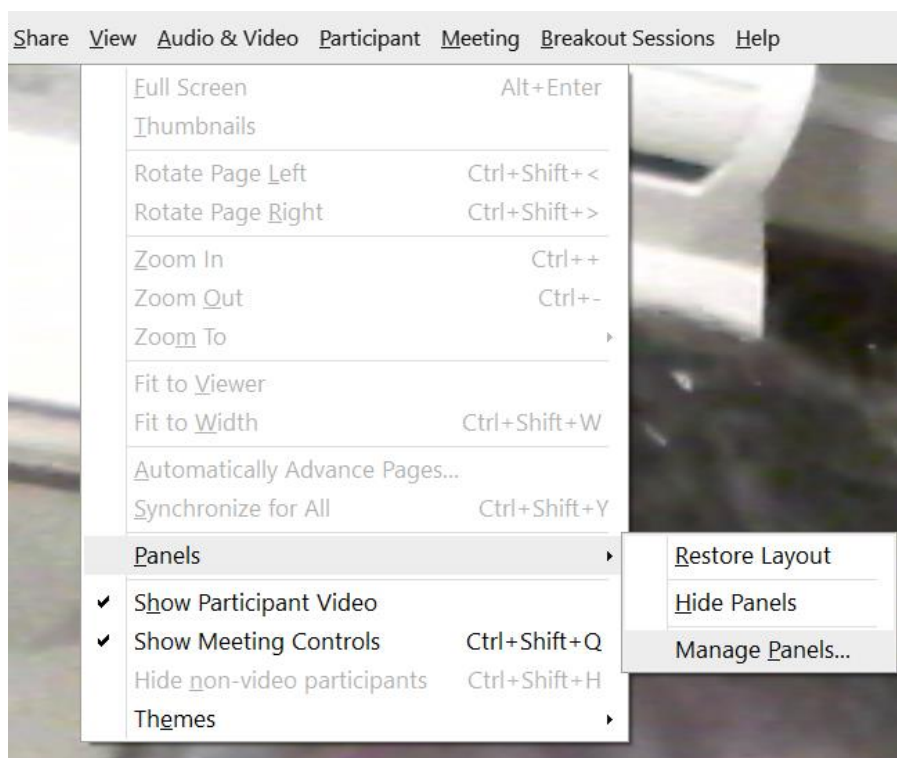 Share View Audio & Video Participant Meeting Breakout Sessions Help
Full Screen Alt+Enter
Thumbnails
Rotate Page Left Ctrl+Shift+<
Rotate Page Right Ctrl+Shift+>
Zoom In Ctrl++
Zoom Out Ctrl+-
Zoom To
Fit to Viewer
Fit to Width Ctrl+Shift+W
Automatically Advance Pages...
Synchronize for All Ctrl+Shift+Y
Panels
Show Participant Video
Show Meeting Controls Ctrl+Shift+Q
Hide non-video participants Ctrl+Shift+H
Themes
Restore Layout
Hide Panels
Manage Panels...